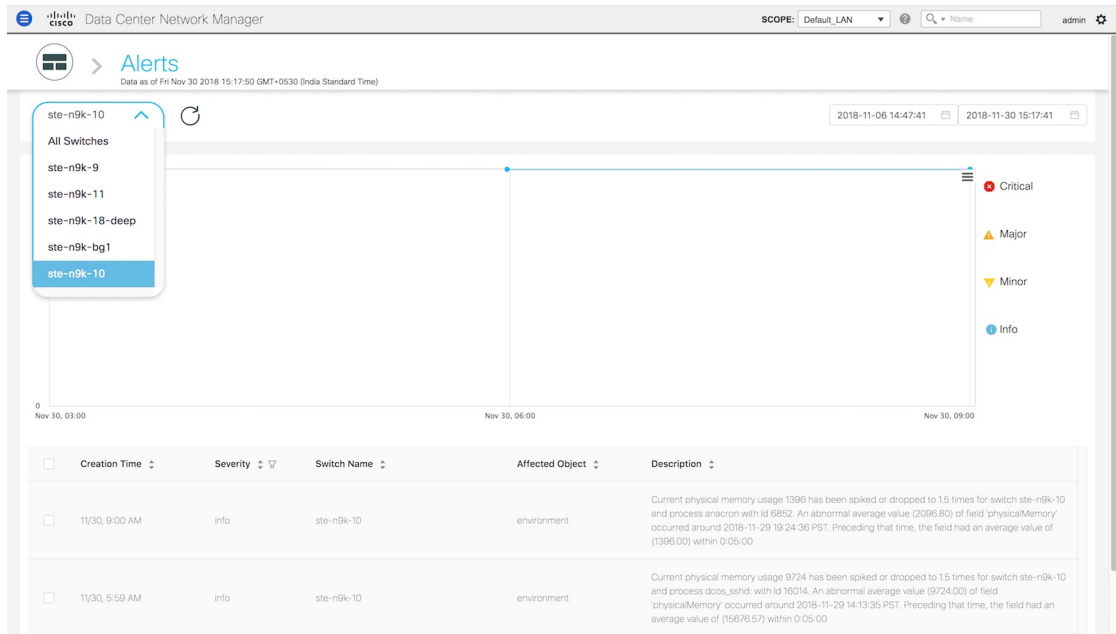 cisco Data Center Network Manager SCOPE: Default_LAN Name admin
Alerts
Data as of Fri Nov 30 2018 15:17:50 GMT+0530 (India Standard Time)
ste-n9k-10 2018-11-06 14:47:41 2018-11-30 15:17:41
All Switches
ste-n9k-9
ste-n9k-11
ste-n9k-18-deep
ste-n9k-bg1
ste-n9k-10
Critical
Major
Minor
Info
0
Nov 30, 03:00 Nov 30, 06:00 Nov 30, 09:00
Creation Time Severity Switch Name Affected Object Description
11/30, 9:00 AM info ste-n9k-10 environment
Current physical memory usage 1396 has been spiked or dropped to 1.5 times for switch ste-n9k-10
and process anacron with Id 6852. An abnormal average value (2096.80) of field 'physicalMemory'
occurred around 2018-11-29 19:24:36 PST. Preceding that time, the field had an average value of
(1396.00) within 0:05:00
11/30, 5:59 AM info ste-n9k-10 environment
Current physical memory usage 9724 has been spiked or dropped to 1.5 times for switch ste-n9k-10
and process dcos_sshd: with Id 16014. An abnormal average value (9724.00) of field
'physicalMemory' occurred around 2018-11-29 14:13:35 PST. Preceding that time, the field had an
average value of (15676.57) within 0:05:00